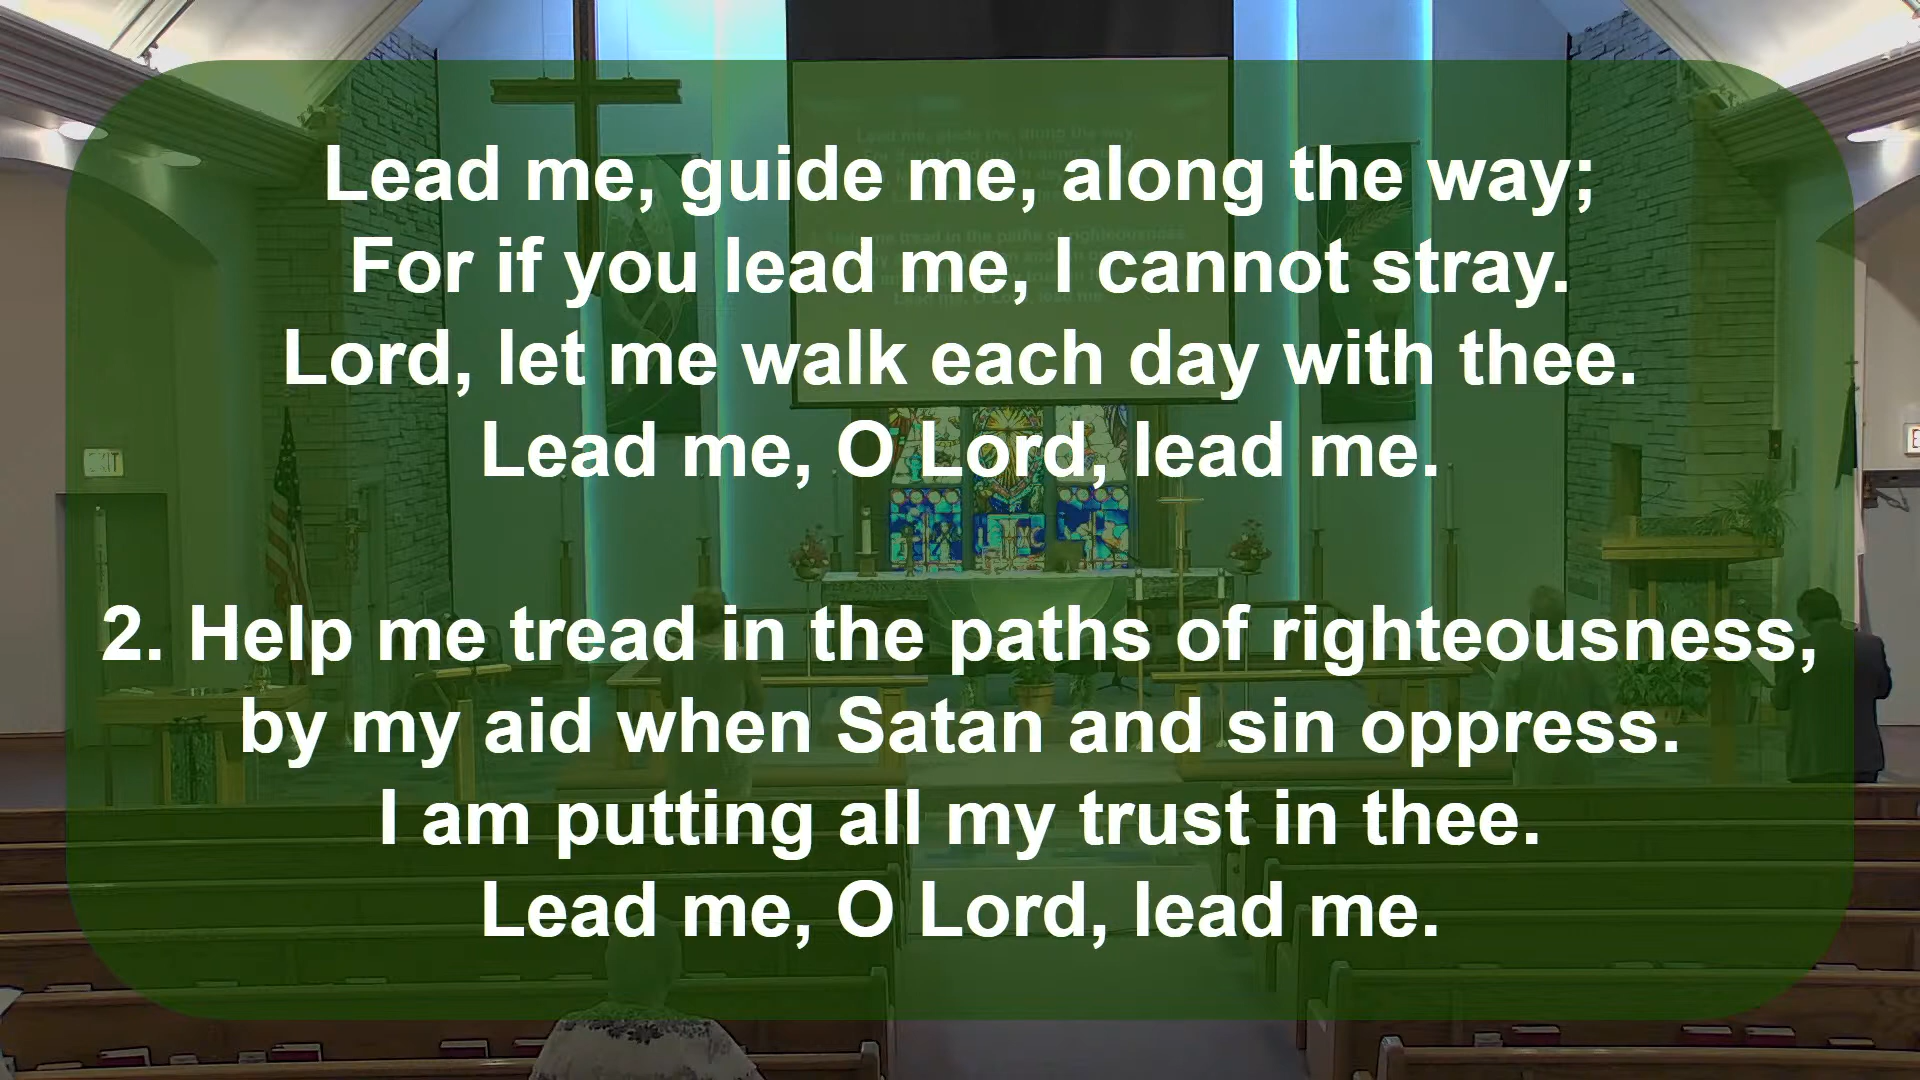 Lead me, guide me, along the way;
For if you lead me, I cannot stray.
Lord, let me walk each day with thee.
Lead me, O Lord, lead me.
2. Help me tread in the paths of righteousness,
by my aid when Satan and sin oppress.
I am putting all my trust in thee.
Lead me, O Lord, lead me.
EXIT